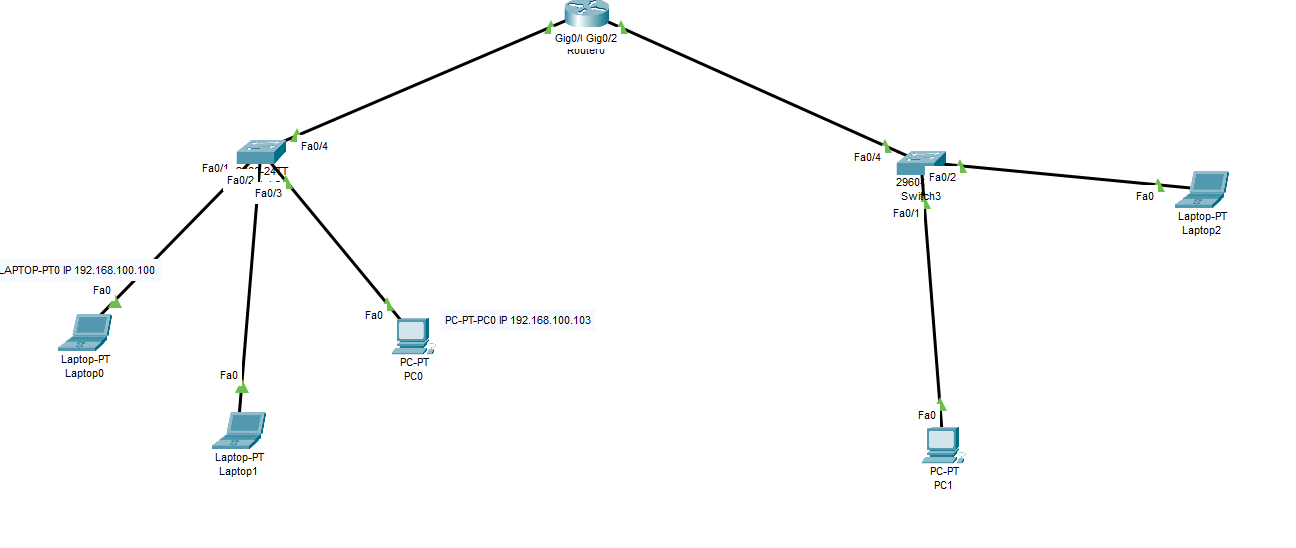 Gig0/
Gig0/2
Router0
Fa0/4
Fa0/1
Fa0/2
Fa0/3
Fa0/4
Fa0/2
2960
Switch3
Fa0/1
Fa0
Laptop-PT
Laptop2
LAPTOP-PT0 IP 192.168.100.100
Fa0
Laptop-PT
Laptop0
Fa0
PC-PT-PC0 IP 192.168.100.103
PC-PT
PC0
Fa0
Laptop-PT
Laptop1
Fa0
PC-PT
PC1